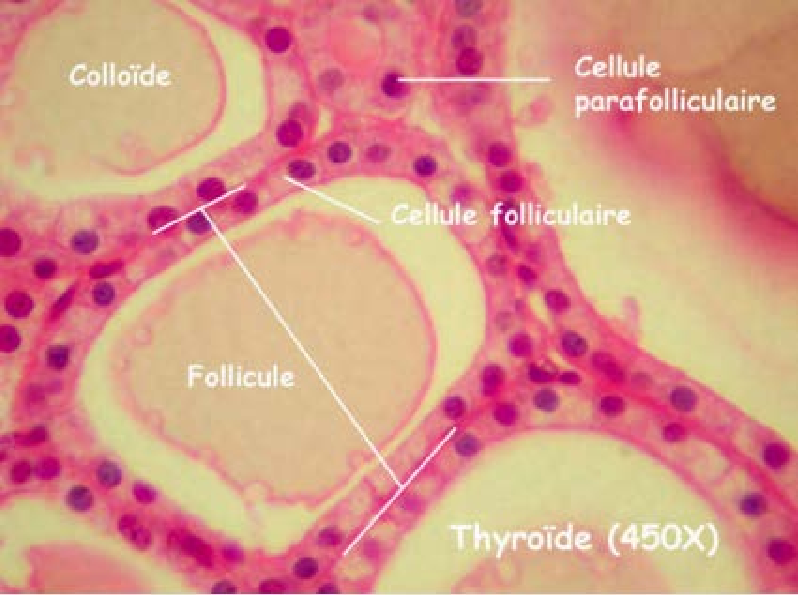 Colloïde
Cellule
parafolliculaire
Cellule folliculaire
Follicule
Thyroïde (450X)